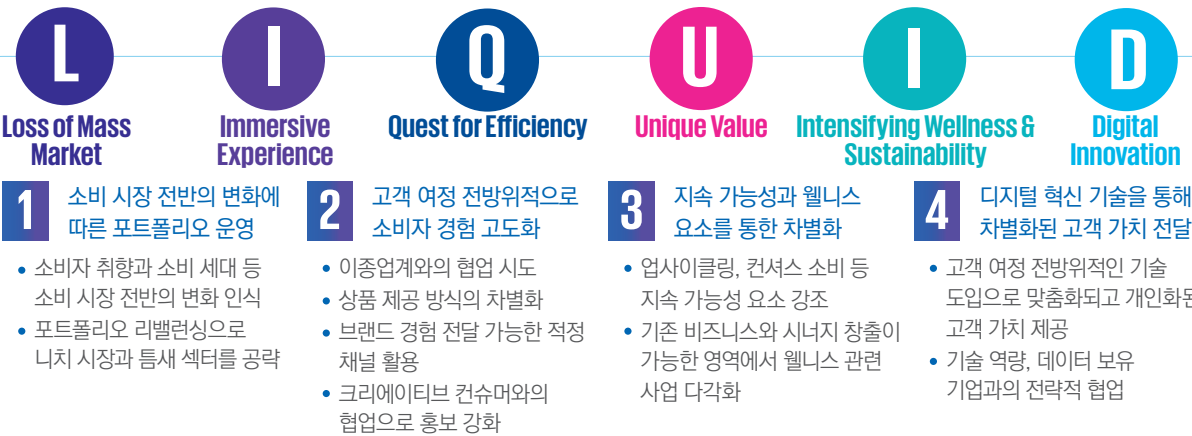 L
I
Q
U
I
D
Loss of Mass
Market
Immersive
Experience
Quest for Efficiency
Unique Value
Intensifying Wellness &
Sustainability
Digital
Innovation
1
소비 시장 전반의 변화에
따른 포트폴리오 운영
• 소비자 취향과 소비 세대 등
소비 시장 전반의 변화 인식
• 포트폴리오 리밸런싱으로
니치 시장과 틈새 섹터를 공략
2
고객 여정 전방위적으로
소비자 경험 고도화
• 이종업계와의 협업 시도
• 상품 제공 방식의 차별화
• 브랜드 경험 전달 가능한 적정
채널 활용
• 크리에이티브 컨슈머와의
협업으로 홍보 강화
3
지속 가능성과 웰니스
요소를 통한 차별화
• 업사이클링, 컨셔스 소비 등
지속 가능성 요소 강조
• 기존 비즈니스와 시너지 창출이
가능한 영역에서 웰니스 관련
사업 다각화
4
디지털 혁신 기술을 통해
차별화된 고객 가치 전달
• 고객 여정 전방위적인 기술
도입으로 맞춤화되고 개인화된
고객 가치 제공
• 기술 역량, 데이터 보유
기업과의 전략적 협업